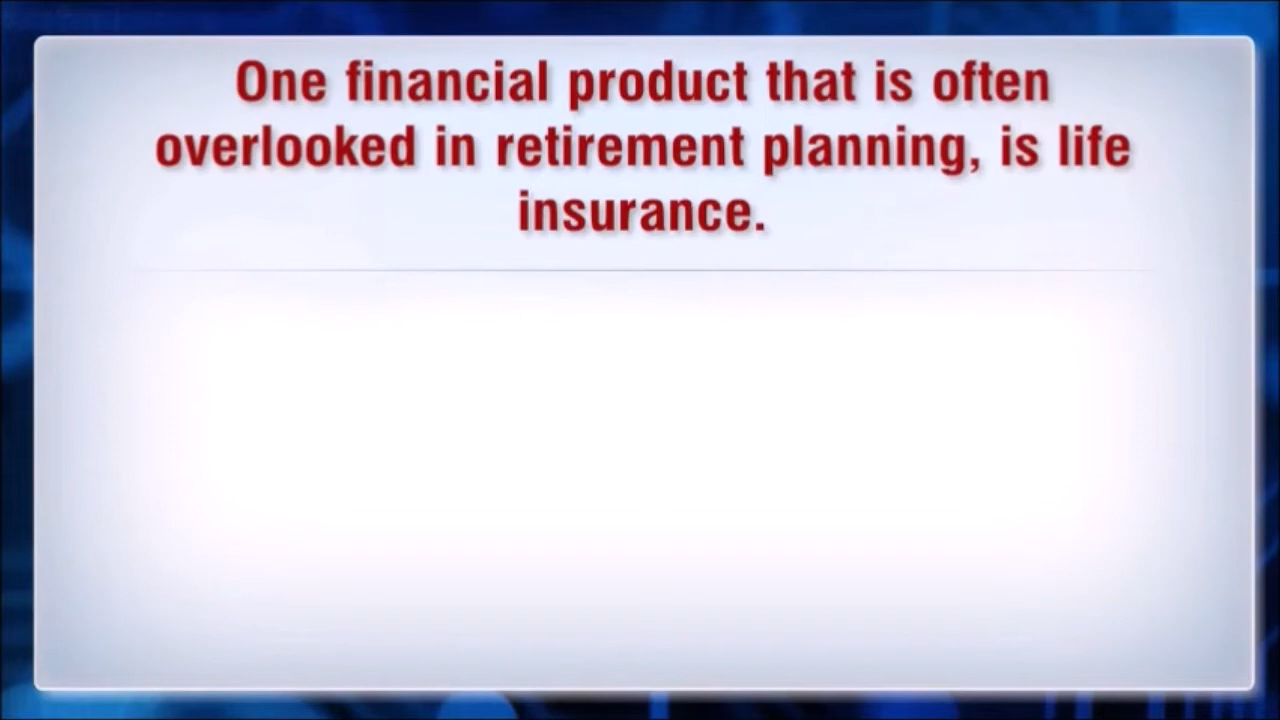 One financial product that is often
overlooked in retirement planning, is life
insurance.